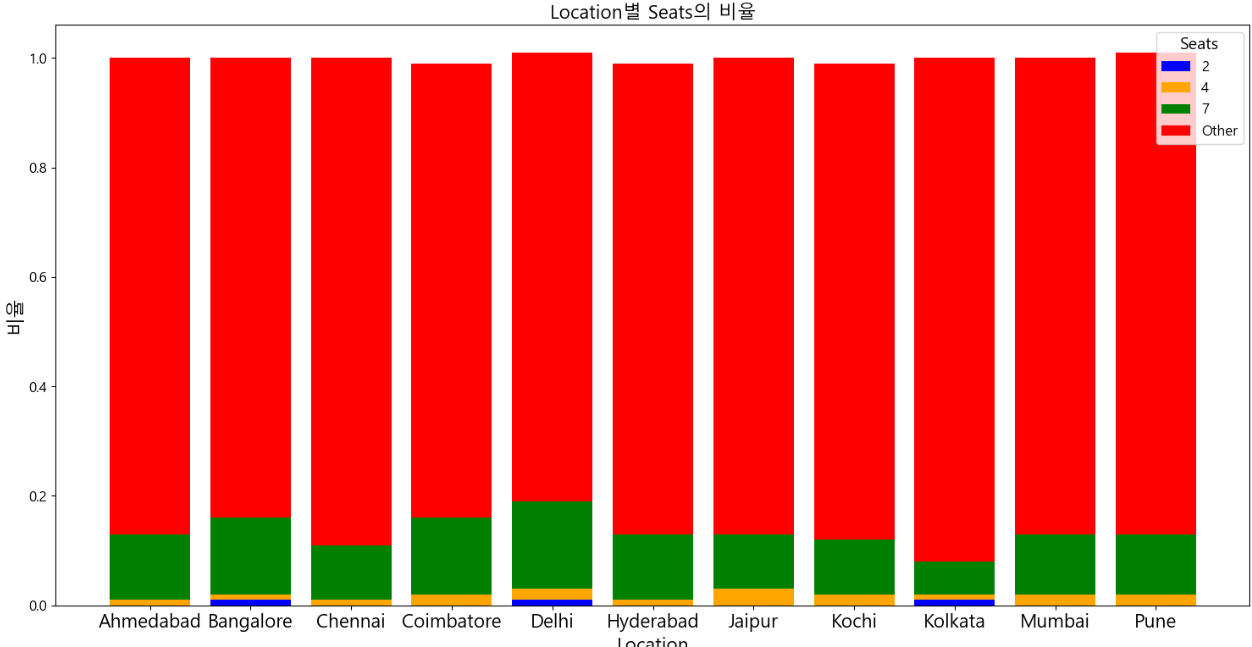 Location별 Seats의 비율
Seats
2
4
7
Other
비율
1.0
0.8
0.6
0.4
0.2
0.0
Ahmedabad Bangalore Chennai Coimbatore Delhi Hyderabad Jaipur Kochi Kolkata Mumbai Pune
Location